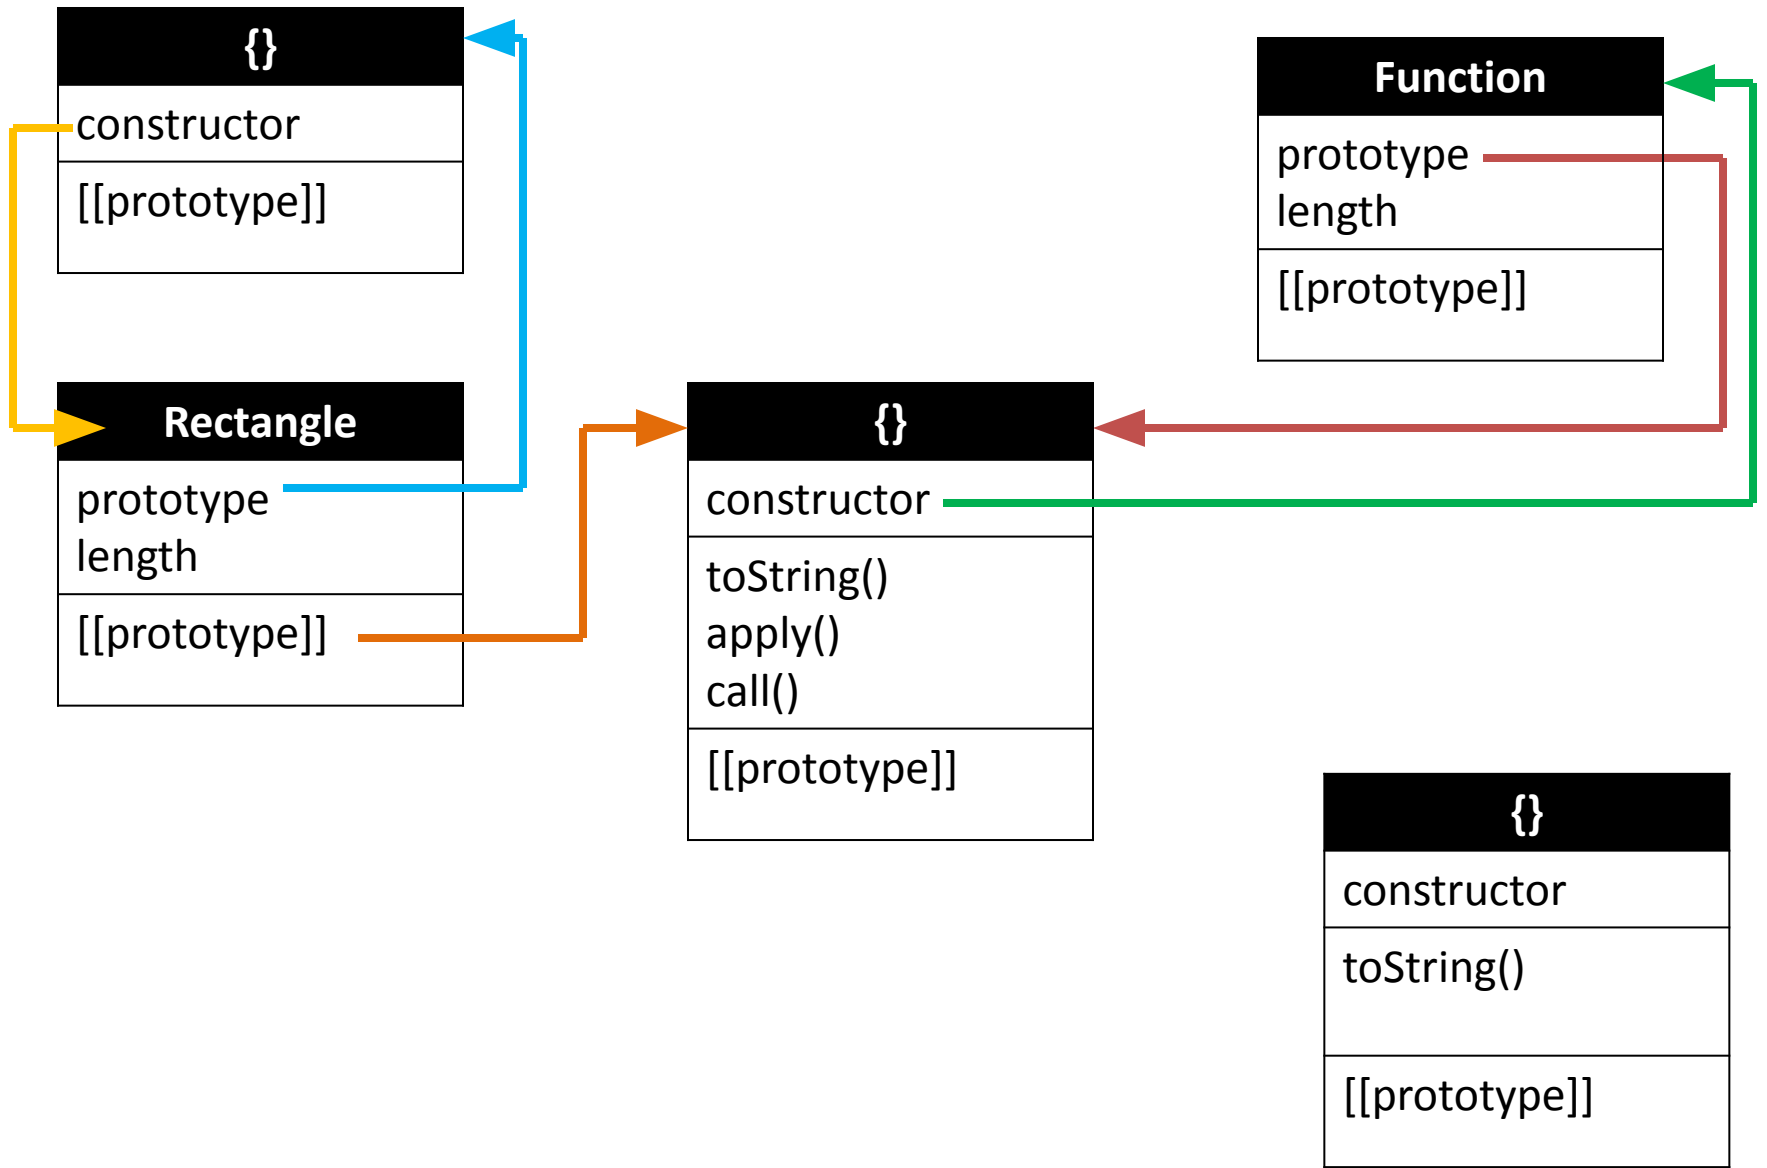 {}
constructor
[[prototype]]
Function
prototype
length
[[prototype]]
Rectangle
prototype
length
[[prototype]]
{}
constructor
toString()
apply()
call()
[[prototype]]
{}
constructor
toString()
[[prototype]]